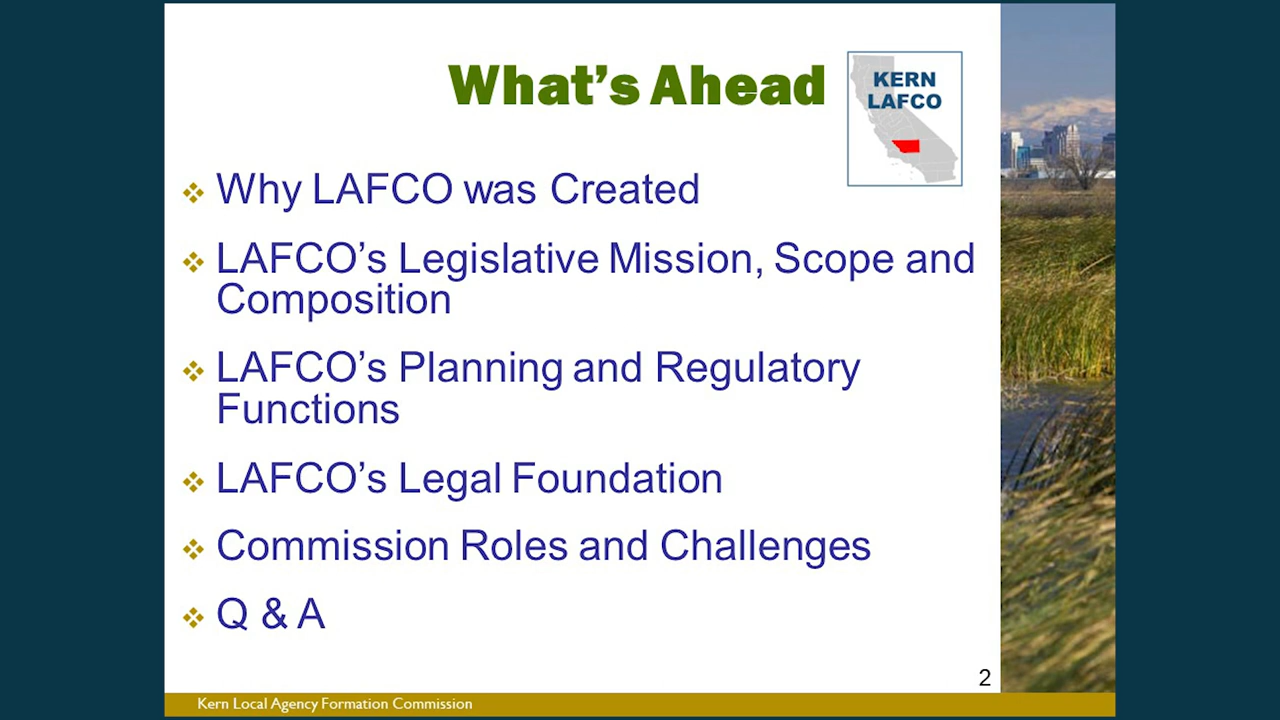 What’s Ahead
KERN
LAFCO
Why LAFCO was Created
LAFCO’s Legislative Mission, Scope and
Composition
LAFCO’s Planning and Regulatory
Functions
LAFCO’s Legal Foundation
Commission Roles and Challenges
Q & A
2
Kern Local Agency Formation Commission